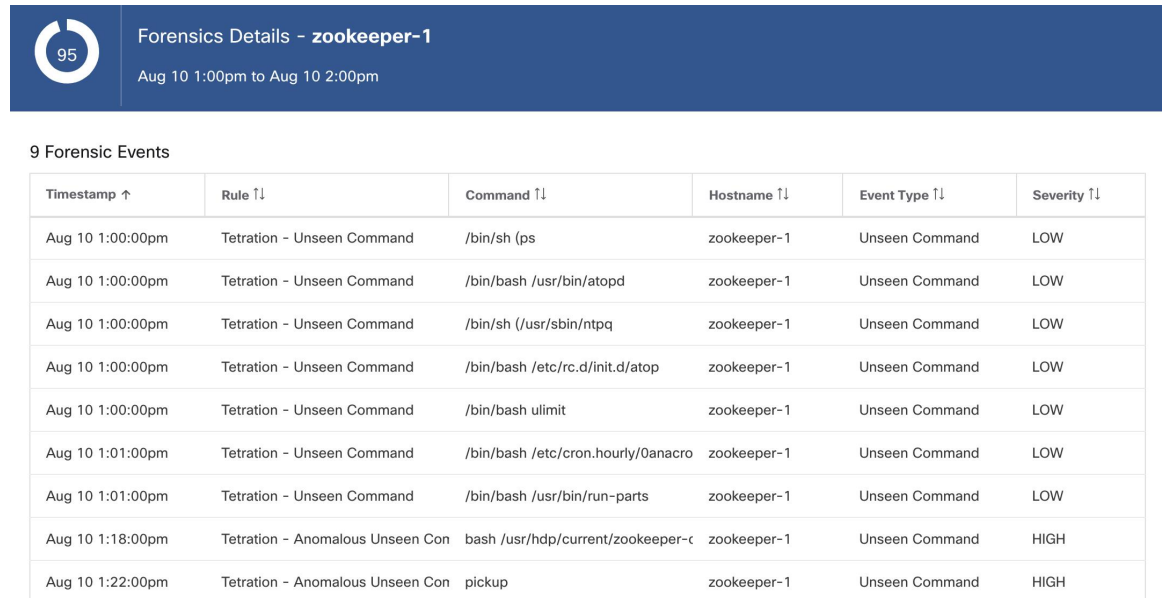 95
Forensics Details - zookeeper-1
Aug 10 1:00pm to Aug 10 2:00pm
9 Forensic Events
Timestamp ↑ Rule ↑↓ Command ↑↓ Hostname ↑↓ Event Type ↑↓ Severity ↑↓
Aug 10 1:00:00pm Tetration - Unseen Command /bin/sh (ps zookeeper-1 Unseen Command LOW
Aug 10 1:00:00pm Tetration - Unseen Command /bin/bash /usr/bin/atopd zookeeper-1 Unseen Command LOW
Aug 10 1:00:00pm Tetration - Unseen Command /bin/sh (/usr/sbin/ntpq zookeeper-1 Unseen Command LOW
Aug 10 1:00:00pm Tetration - Unseen Command /bin/bash /etc/rc.d/init.d/atop zookeeper-1 Unseen Command LOW
Aug 10 1:00:00pm Tetration - Unseen Command /bin/bash ulimit zookeeper-1 Unseen Command LOW
Aug 10 1:01:00pm Tetration - Unseen Command /bin/bash /etc/cron.hourly/0anacro zookeeper-1 Unseen Command LOW
Aug 10 1:01:00pm Tetration - Unseen Command /bin/bash /usr/bin/run-parts zookeeper-1 Unseen Command LOW
Aug 10 1:18:00pm Tetration - Anomalous Unseen Com bash /usr/hdp/current/zookeeper-c zookeeper-1 Unseen Command HIGH
Aug 10 1:22:00pm Tetration - Anomalous Unseen Com pickup zookeeper-1 Unseen Command HIGH